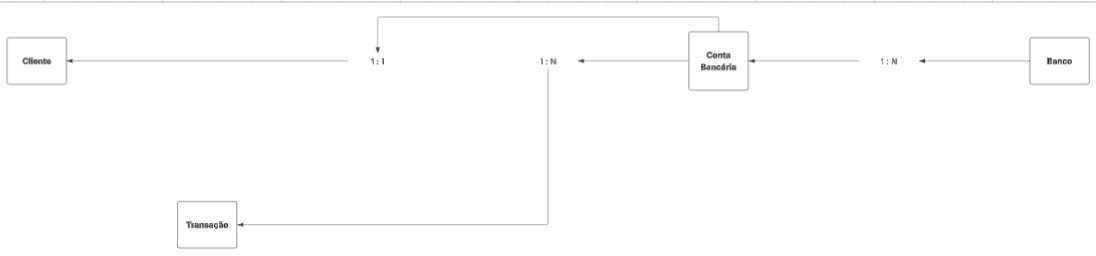 Cliente
1 : 1
1 : N
Conta
Bancária
1 : N
Banco
Transação